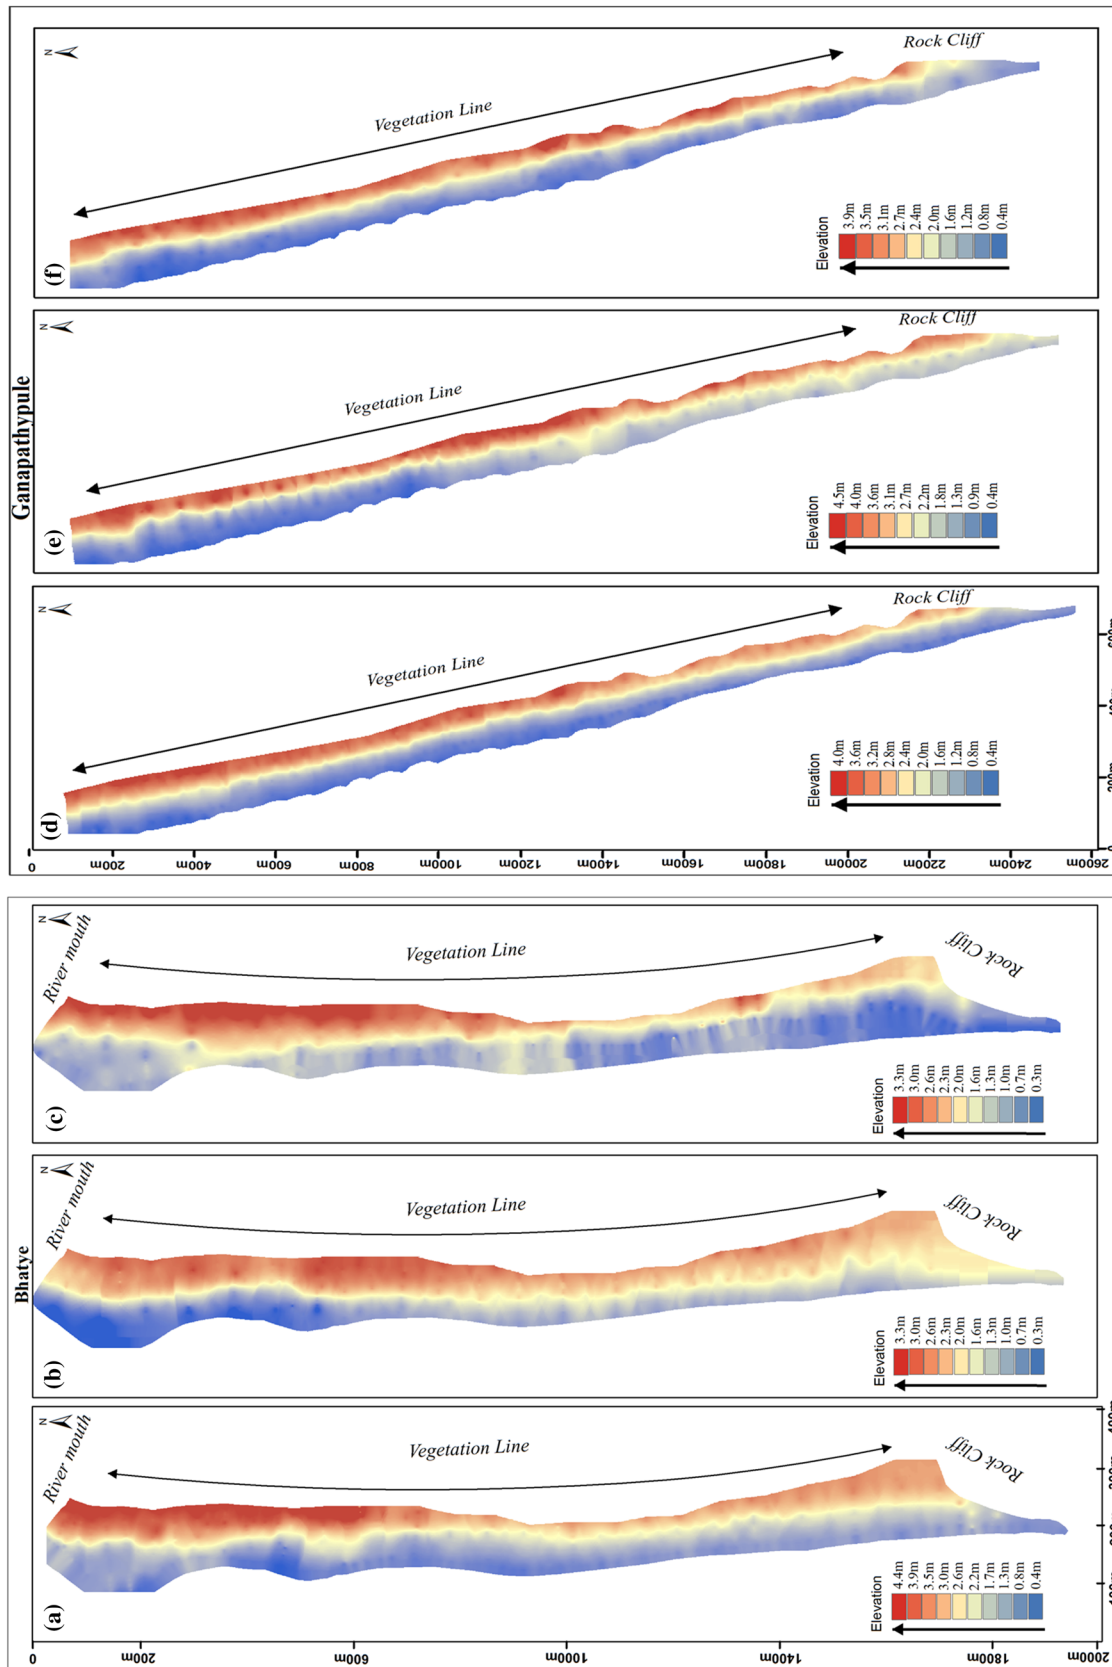 Ganapathypule
(f)
N
Vegetation Line
Rock Cliff
Elevation
3.9m
3.5m
3.1m
2.7m
2.4m
2.0m
1.6m
1.2m
0.8m
0.4m
(e)
N
Vegetation Line
Rock Cliff
Elevation
4.5m
4.0m
3.6m
3.1m
2.7m
2.2m
1.8m
1.3m
0.9m
0.4m
(d)
N
Vegetation Line
Rock Cliff
Elevation
4.0m
3.6m
3.2m
2.8m
2.4m
2.0m
1.6m
1.2m
0.8m
0.4m
0
200m
400m
600m
800m
1000m
1200m
1400m
1600m
1800m
2000m
2200m
2400m
2600m
Bhatye
(c)
N
River mouth
Vegetation Line
Rock Cliff
Elevation
3.3m
3.0m
2.6m
2.3m
2.0m
1.6m
1.3m
1.0m
0.7m
0.3m
(b)
N
River mouth
Vegetation Line
Rock Cliff
Elevation
3.3m
3.0m
2.6m
2.3m
2.0m
1.6m
1.3m
1.0m
0.7m
0.3m
(a)
N
River mouth
Vegetation Line
Rock Cliff
Elevation
4.4m
3.9m
3.5m
3.0m
2.6m
2.2m
1.7m
1.3m
0.8m
0.4m
0
200m
600m
1000m
1400m
1800m
2000m